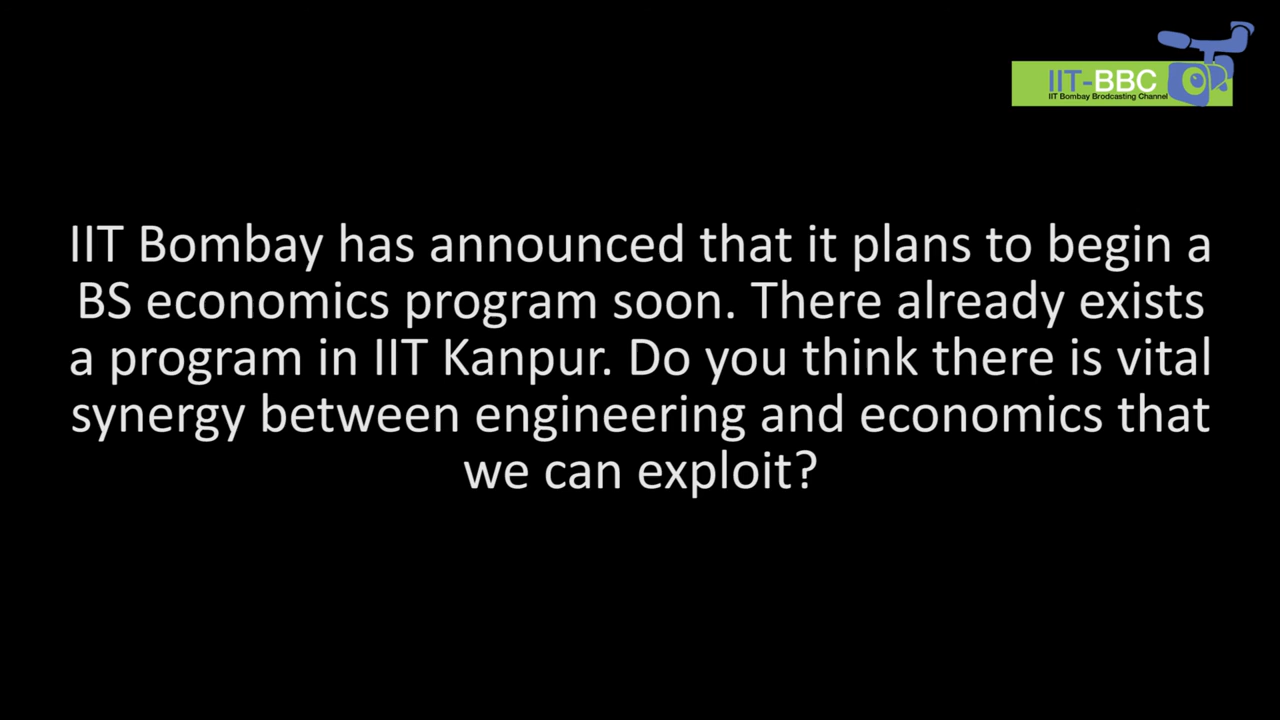 IIT-BBC
IIT Bombay Brodcasting Channel
IIT Bombay has announced that it plans to begin a
BS economics program soon. There already exists
a program in IIT Kanpur. Do you think there is vital
synergy between engineering and economics that
we can exploit?